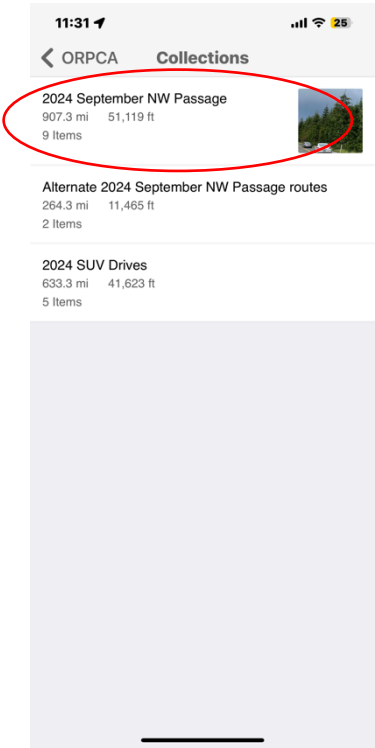 11:31 25
ORPCA Collections
2024 September NW Passage
907.3 mi 51,119 ft
9 Items
Alternate 2024 September NW Passage routes
264.3 mi 11,465 ft
2 Items
2024 SUV Drives
633.3 mi 41,623 ft
5 Items